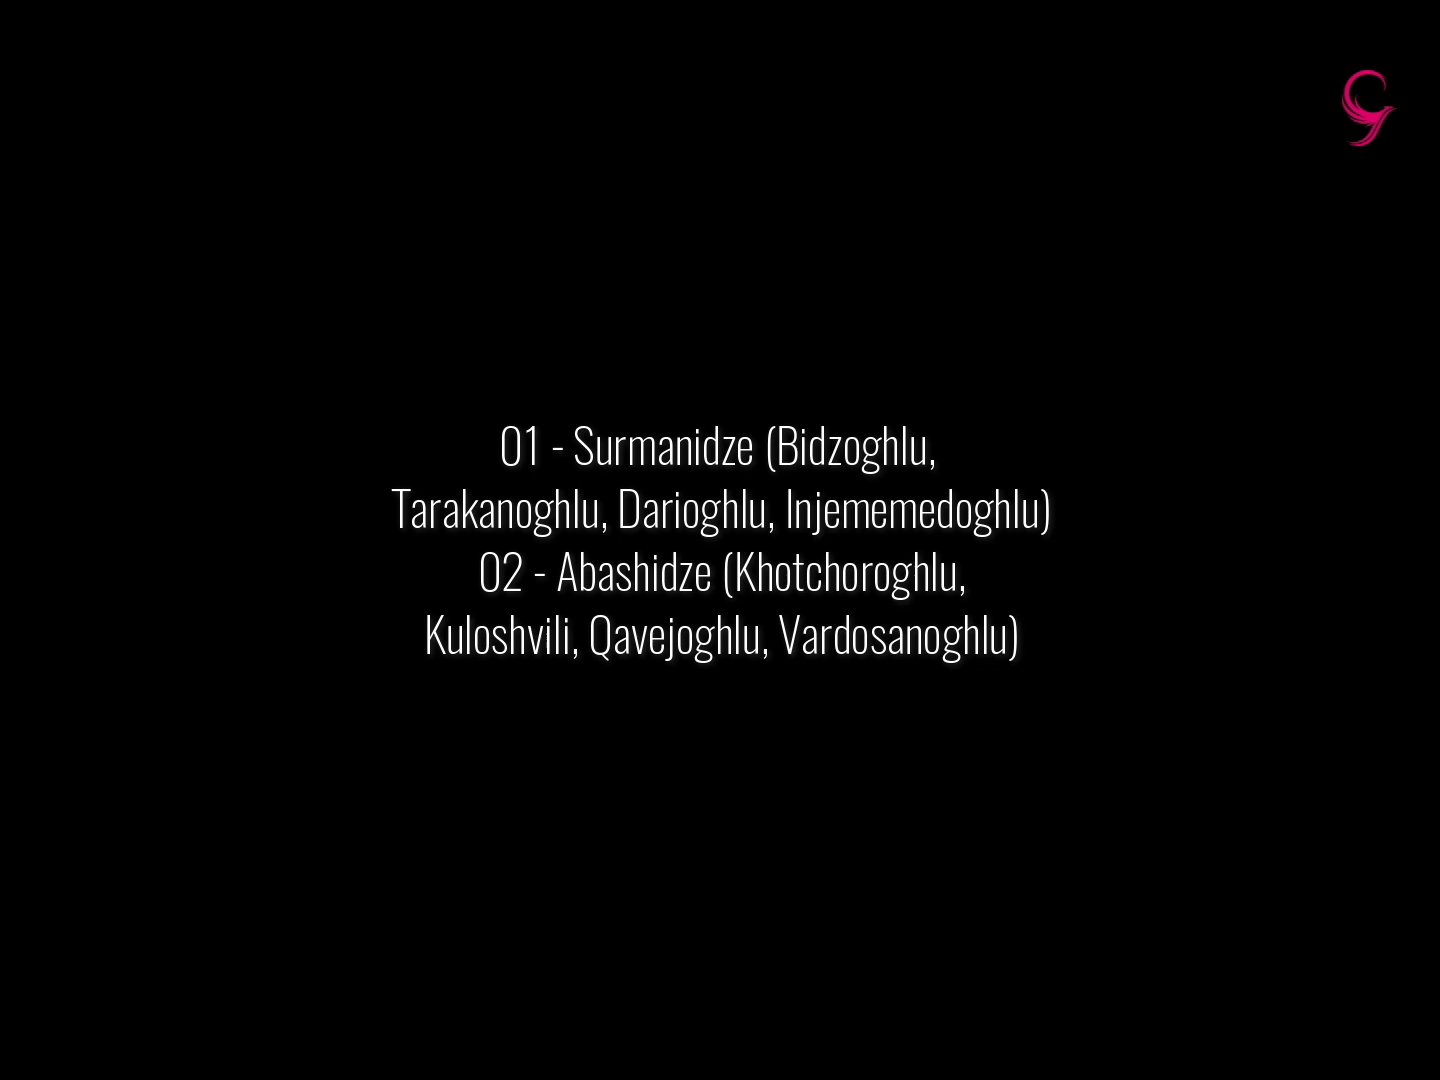 01 - Surmanidze (Bidzoghlu,
Tarakanoghlu, Darioghlu, Injememedoghlu)
02 - Abashidze (Khotchoroghlu,
Kuloshvili, Qavejoghlu, Vardosanoghlu)